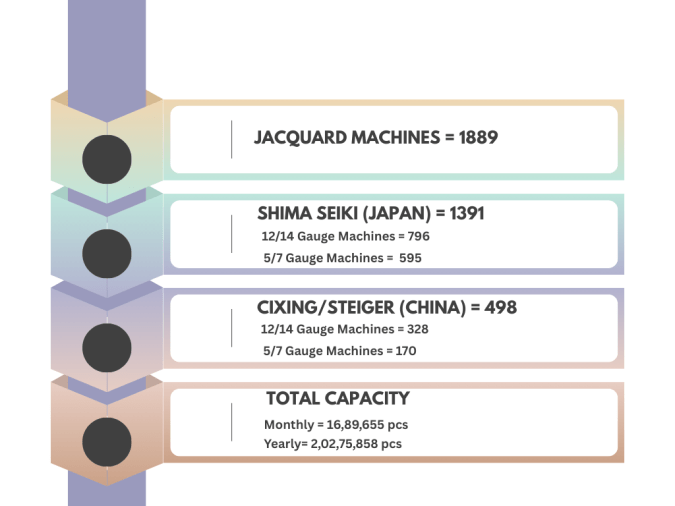 JACQUARD MACHINES = 1889
SHIMA SEIKI (JAPAN) = 1391
12/14 Gauge Machines = 796
5/7 Gauge Machines = 595
CIXING/STEIGER (CHINA) = 498
12/14 Gauge Machines = 328
5/7 Gauge Machines = 170
TOTAL CAPACITY
Monthly = 16,89,655 pcs
Yearly= 2,02,75,858 pcs